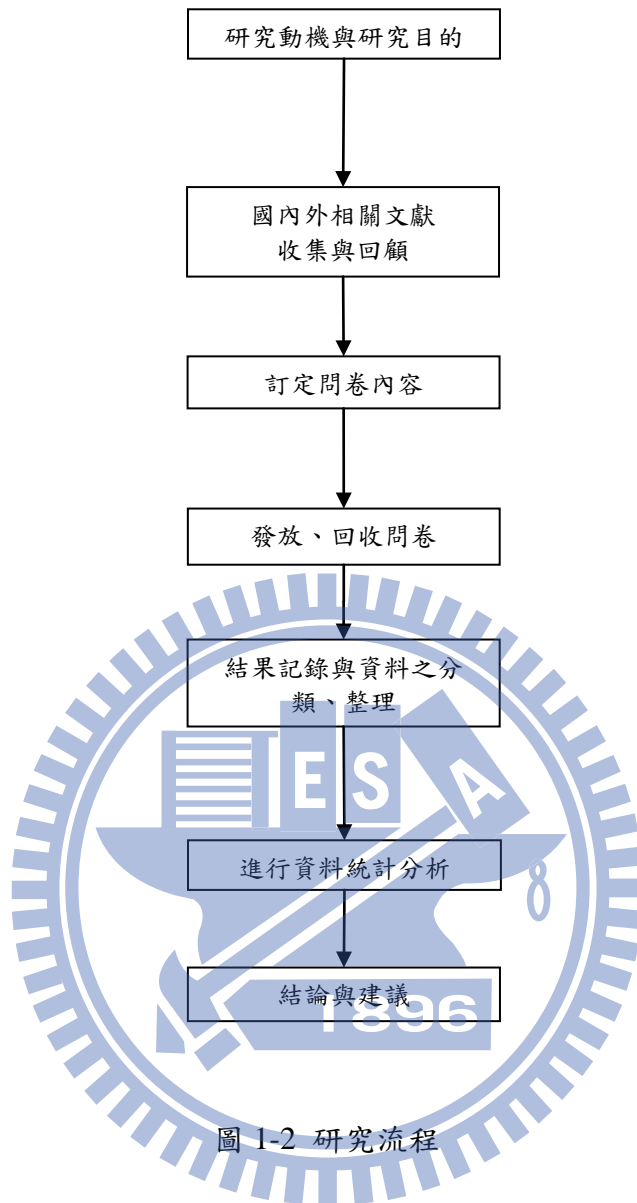 研究動機與研究目的
國內外相關文獻
收集與回顧
訂定問卷內容
發放、回收問卷
結果記錄與資料之分
類、整理
E S A
進行資料統計分析
8
結論與建議
1896
圖 1-2 研究流程